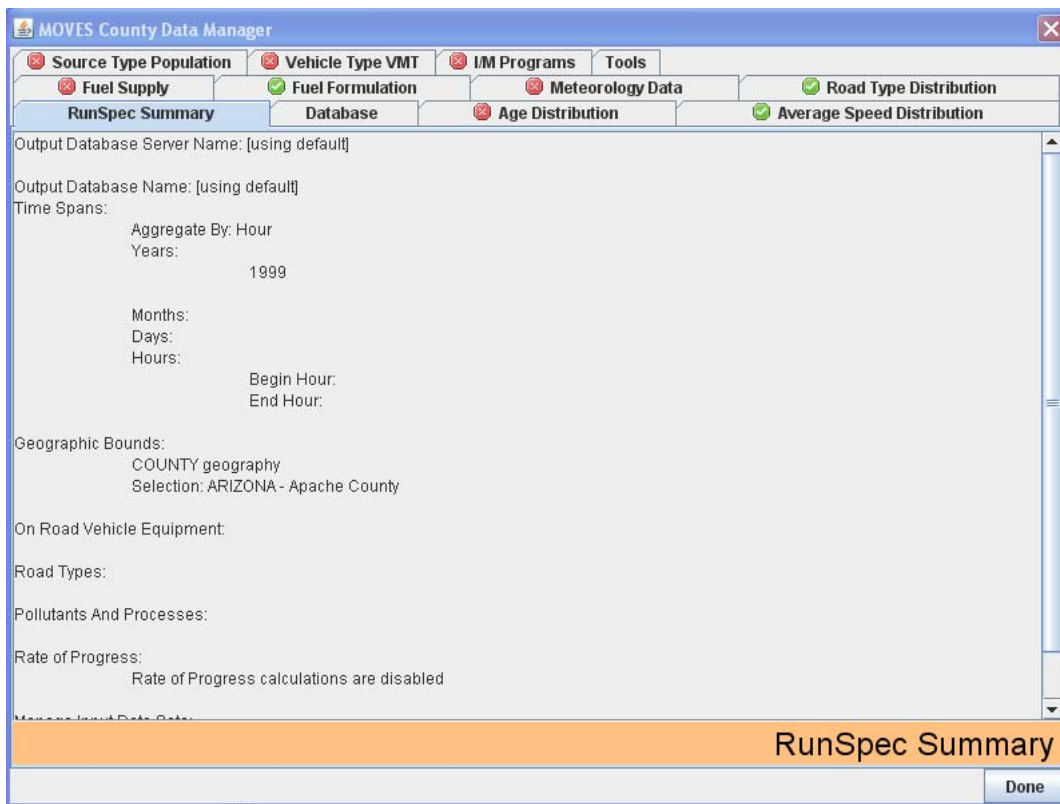 MOVES County Data Manager
Source Type Population Vehicle Type VMT I/M Programs Tools
Fuel Supply Fuel Formulation Meteorology Data Road Type Distribution
RunSpec Summary Database Age Distribution Average Speed Distribution
Output Database Server Name: [using default]
Output Database Name: [using default]
Time Spans:
Aggregate By: Hour
Years:
1999
Months:
Days:
Hours:
Begin Hour:
End Hour:
Geographic Bounds:
COUNTY geography
Selection: ARIZONA - Apache County
On Road Vehicle Equipment:
Road Types:
Pollutants And Processes:
Rate of Progress:
Rate of Progress calculations are disabled
Manage Input Data Sets:
RunSpec Summary
Done